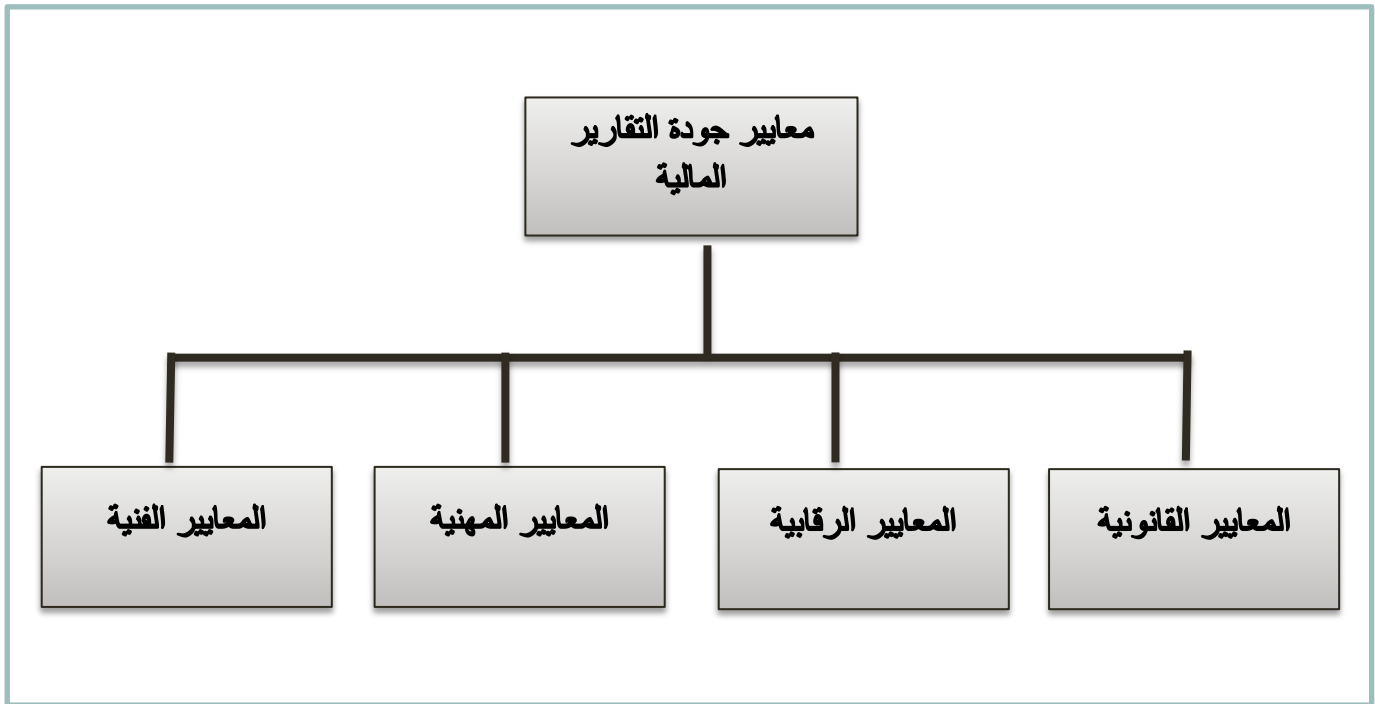 معايير جودة التقارير
المالية
المعايير القانونية
المعايير الرقابية
المعايير المهنية
المعايير الفنية